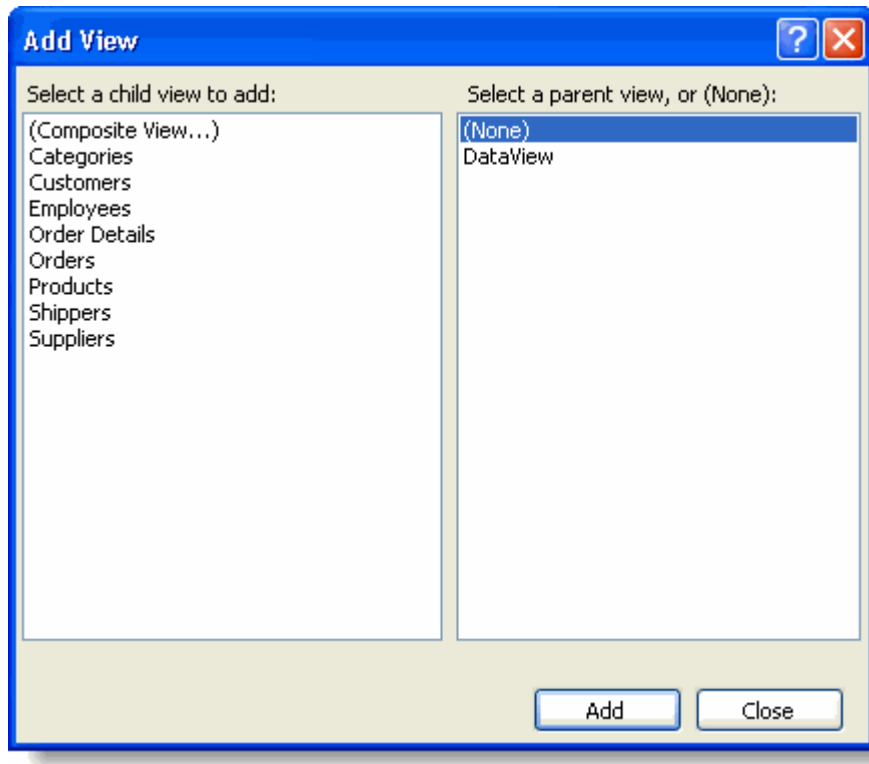 Add View
Select a child view to add:
(Composite View...)
Categories
Customers
Employees
Order Details
Orders
Products
Shippers
Suppliers
Select a parent view, or (None):
(None)
DataView
Add
Close